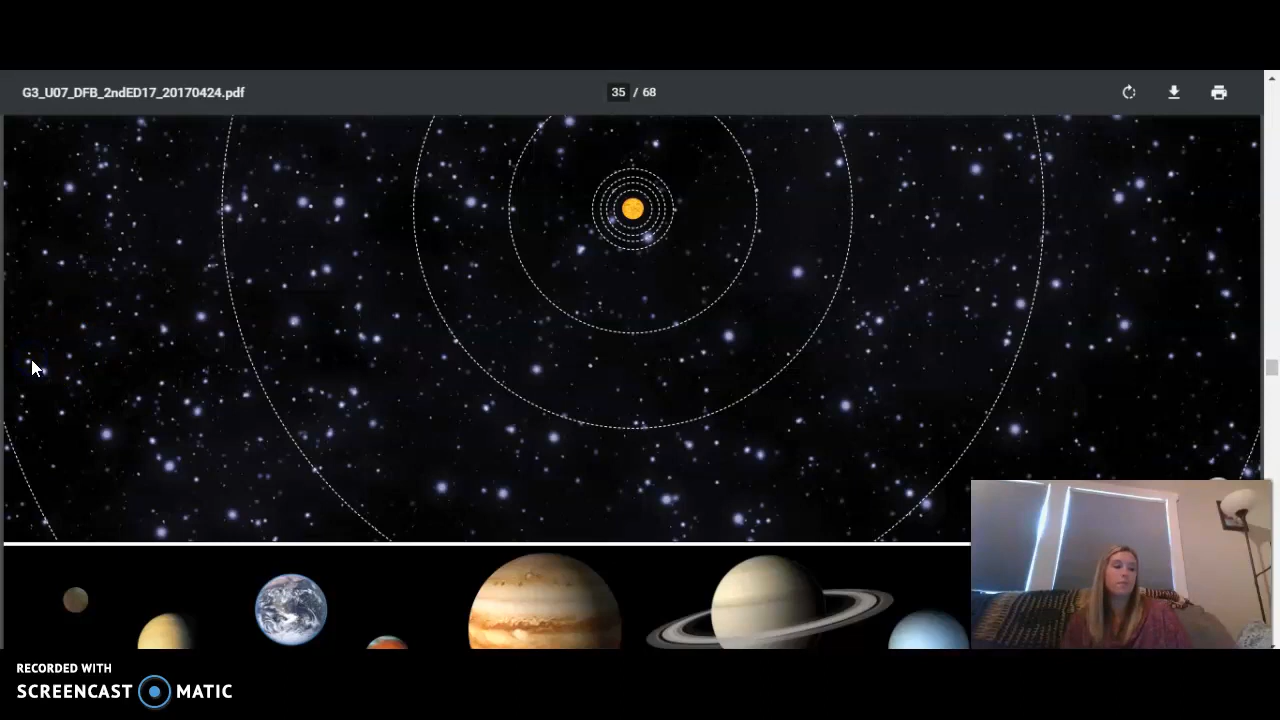 G3_U07_DFB_2ndED17_20170424.pdf
35 / 68
RECORDED WITH
SCREENCAST MATIC